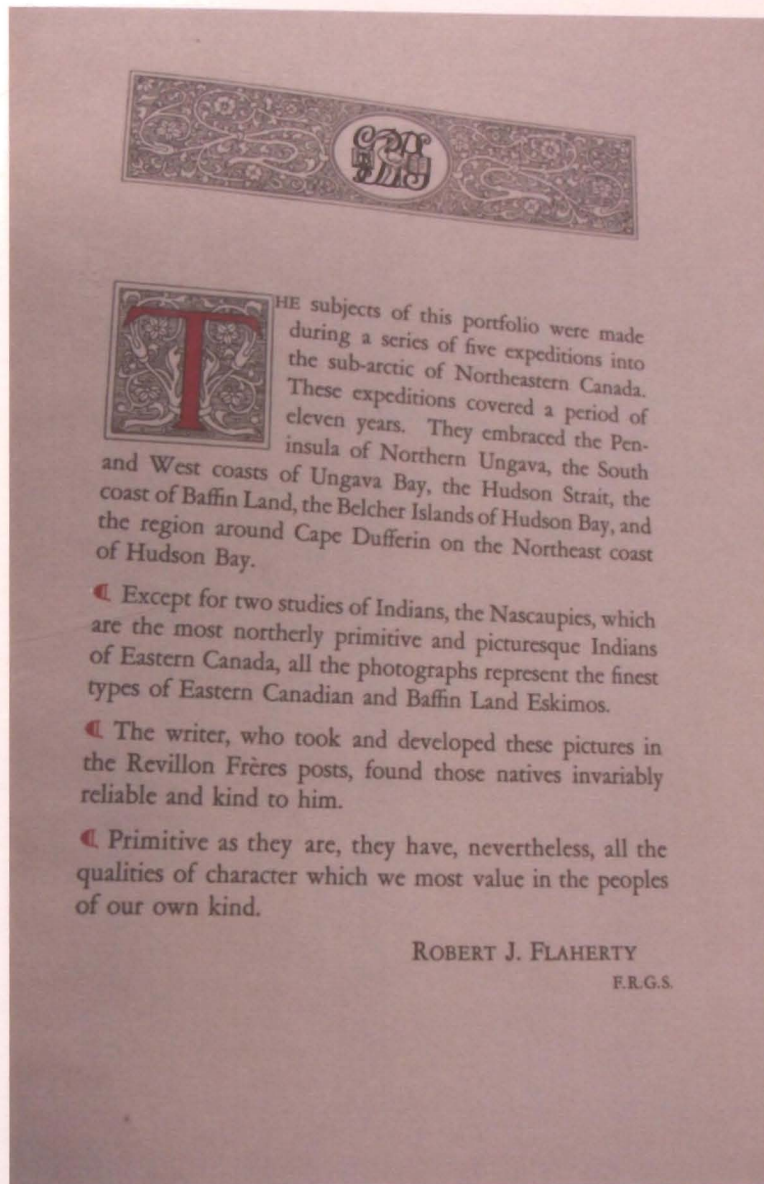 THE subjects of this portfolio were made
during a series of five expeditions into
the sub-arctic of Northeastern Canada.
These expeditions covered a period of
eleven years. They embraced the Pen-
insula of Northern Ungava, the South
and West coasts of Ungava Bay, the Hudson Strait, the
coast of Baffin Land, the Belcher Islands of Hudson Bay, and
the region around Cape Dufferin on the Northeast coast
of Hudson Bay.
¶ Except for two studies of Indians, the Nascaupies, which
are the most northerly primitive and picturesque Indians
of Eastern Canada, all the photographs represent the finest
types of Eastern Canadian and Baffin Land Eskimos.
¶ The writer, who took and developed these pictures in
the Revillon Frères posts, found those natives invariably
reliable and kind to him.
¶ Primitive as they are, they have, nevertheless, all the
qualities of character which we most value in the peoples
of our own kind.
ROBERT J. FLAHERTY
F.R.G.S.